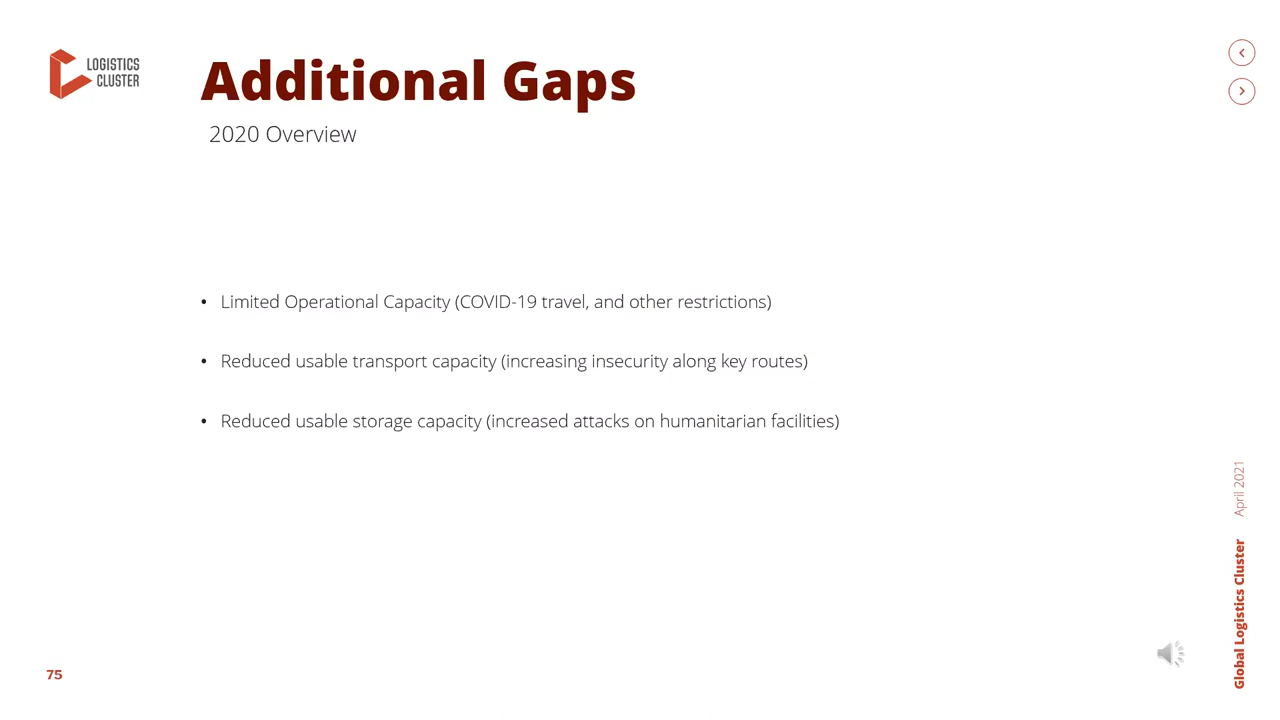 LOGISTICS
CLUSTER
Additional Gaps
2020 Overview
• Limited Operational Capacity (COVID-19 travel, and other restrictions)
• Reduced usable transport capacity (increasing insecurity along key routes)
• Reduced usable storage capacity (increased attacks on humanitarian facilities)
Global Logistics Cluster April 2021
75